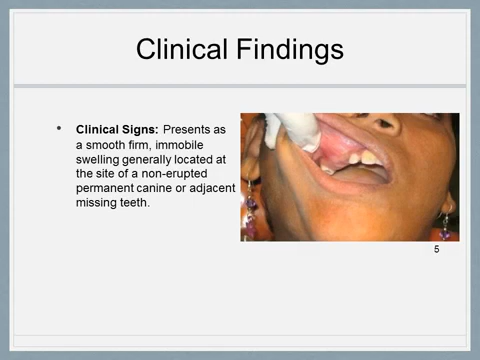 Clinical Findings
• Clinical Signs: Presents as
a smooth firm, immobile
swelling generally located at
the site of a non-erupted
permanent canine or adjacent
missing teeth.
5